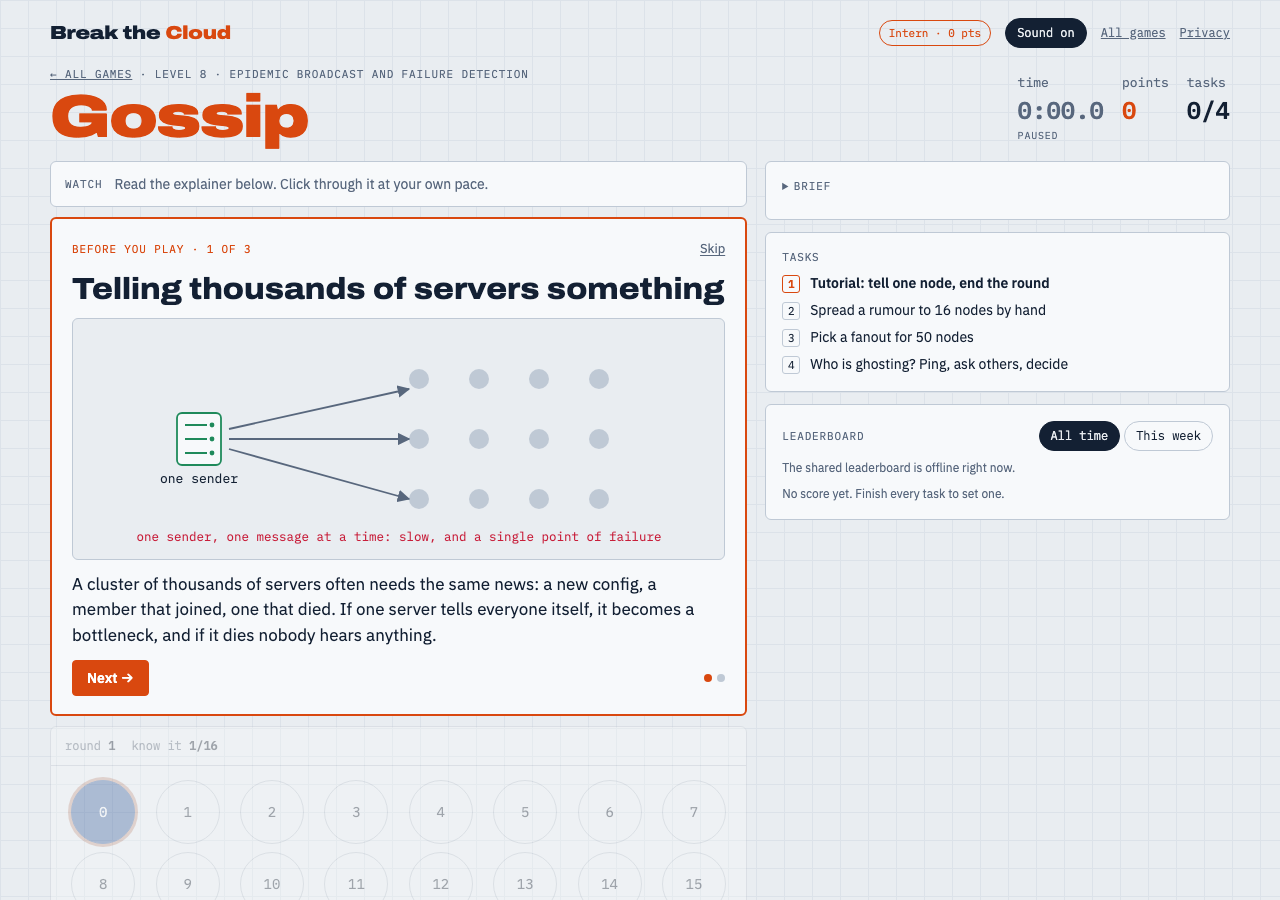 Break the Cloud
Intern · 0 pts
Sound on
All games
Privacy
← ALL GAMES · LEVEL 8 · EPIDEMIC BROADCAST AND FAILURE DETECTION
Gossip
time
0:00.0
PAUSED
points
0
tasks
0/4
WATCH Read the explainer below. Click through it at your own pace.
BEFORE YOU PLAY · 1 OF 3
Skip
Telling thousands of servers something
one sender
one sender, one message at a time: slow, and a single point of failure
A cluster of thousands of servers often needs the same news: a new config, a
member that joined, one that died. If one server tells everyone itself, it becomes a
bottleneck, and if it dies nobody hears anything.
Next →
round 1 know it 1/16
0 1 2 3 4 5 6 7
8 9 10 11 12 13 14 15
▶ BRIEF
TASKS
1 Tutorial: tell one node, end the round
2 Spread a rumour to 16 nodes by hand
3 Pick a fanout for 50 nodes
4 Who is ghosting? Ping, ask others, decide
LEADERBOARD
All time
This week
The shared leaderboard is offline right now.
No score yet. Finish every task to set one.